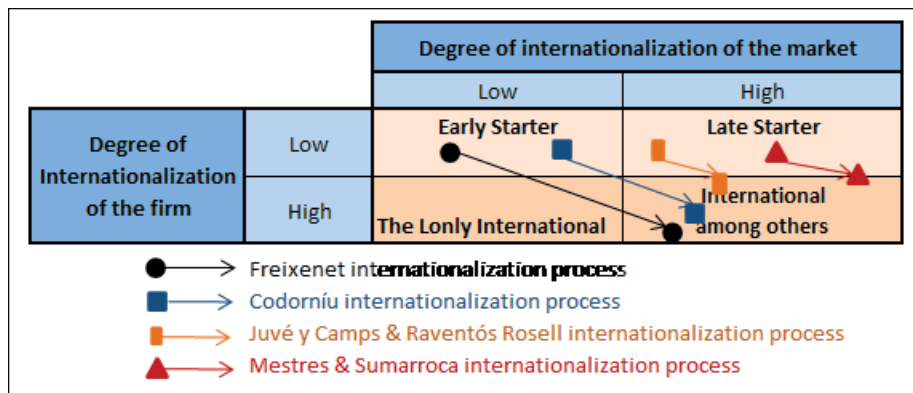 Degree of internationalization of the market
Low
High
Degree of
Internationalization
of the firm
Low
Early Starter
Late Starter
High
The Lonly International
International
among others
Freixenet internationalization process
Codorníu internationalization process
Juvé y Camps & Raventós Rosell internationalization process
Mestres & Sumarroca internationalization process